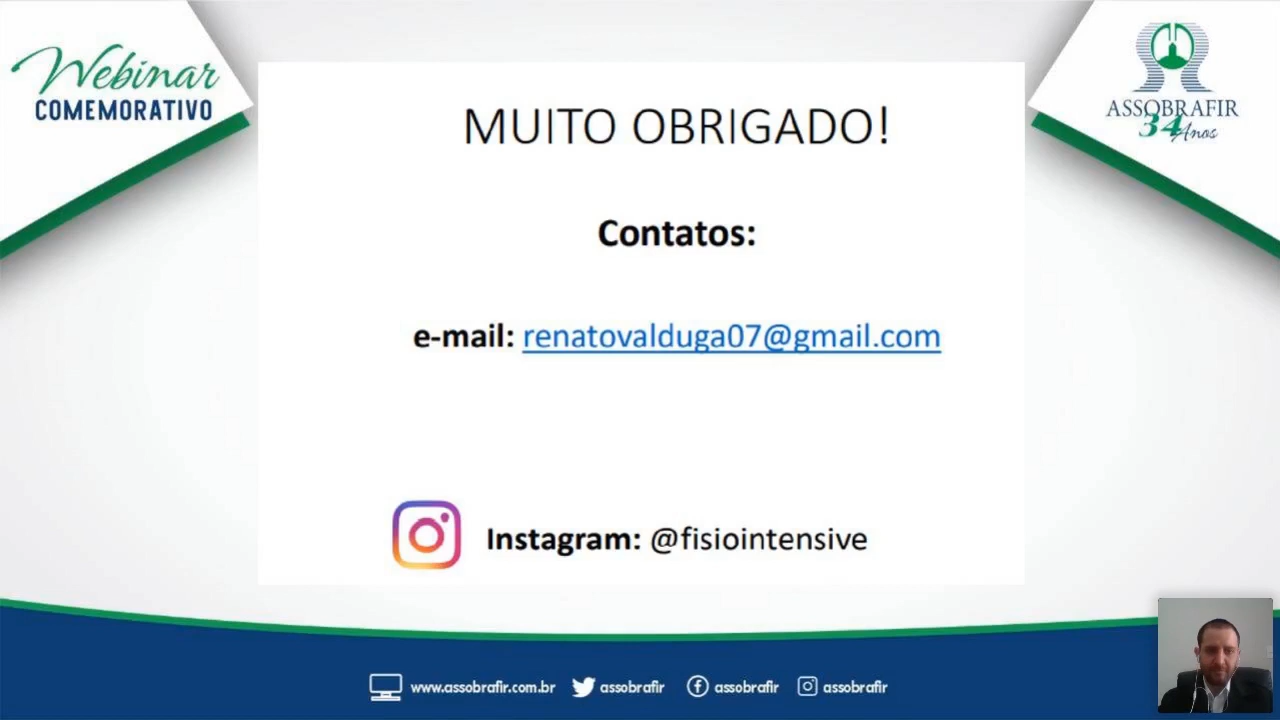 Webinar
COMEMORATIVO
ASSOBRAFIR
34 Anos
MUITO OBRIGADO!
Contatos:
e-mail: renatovalduga07@gmail.com
Instagram: @fisiointensive
www.assobrafir.com.br assobrafir assobrafir assobrafir